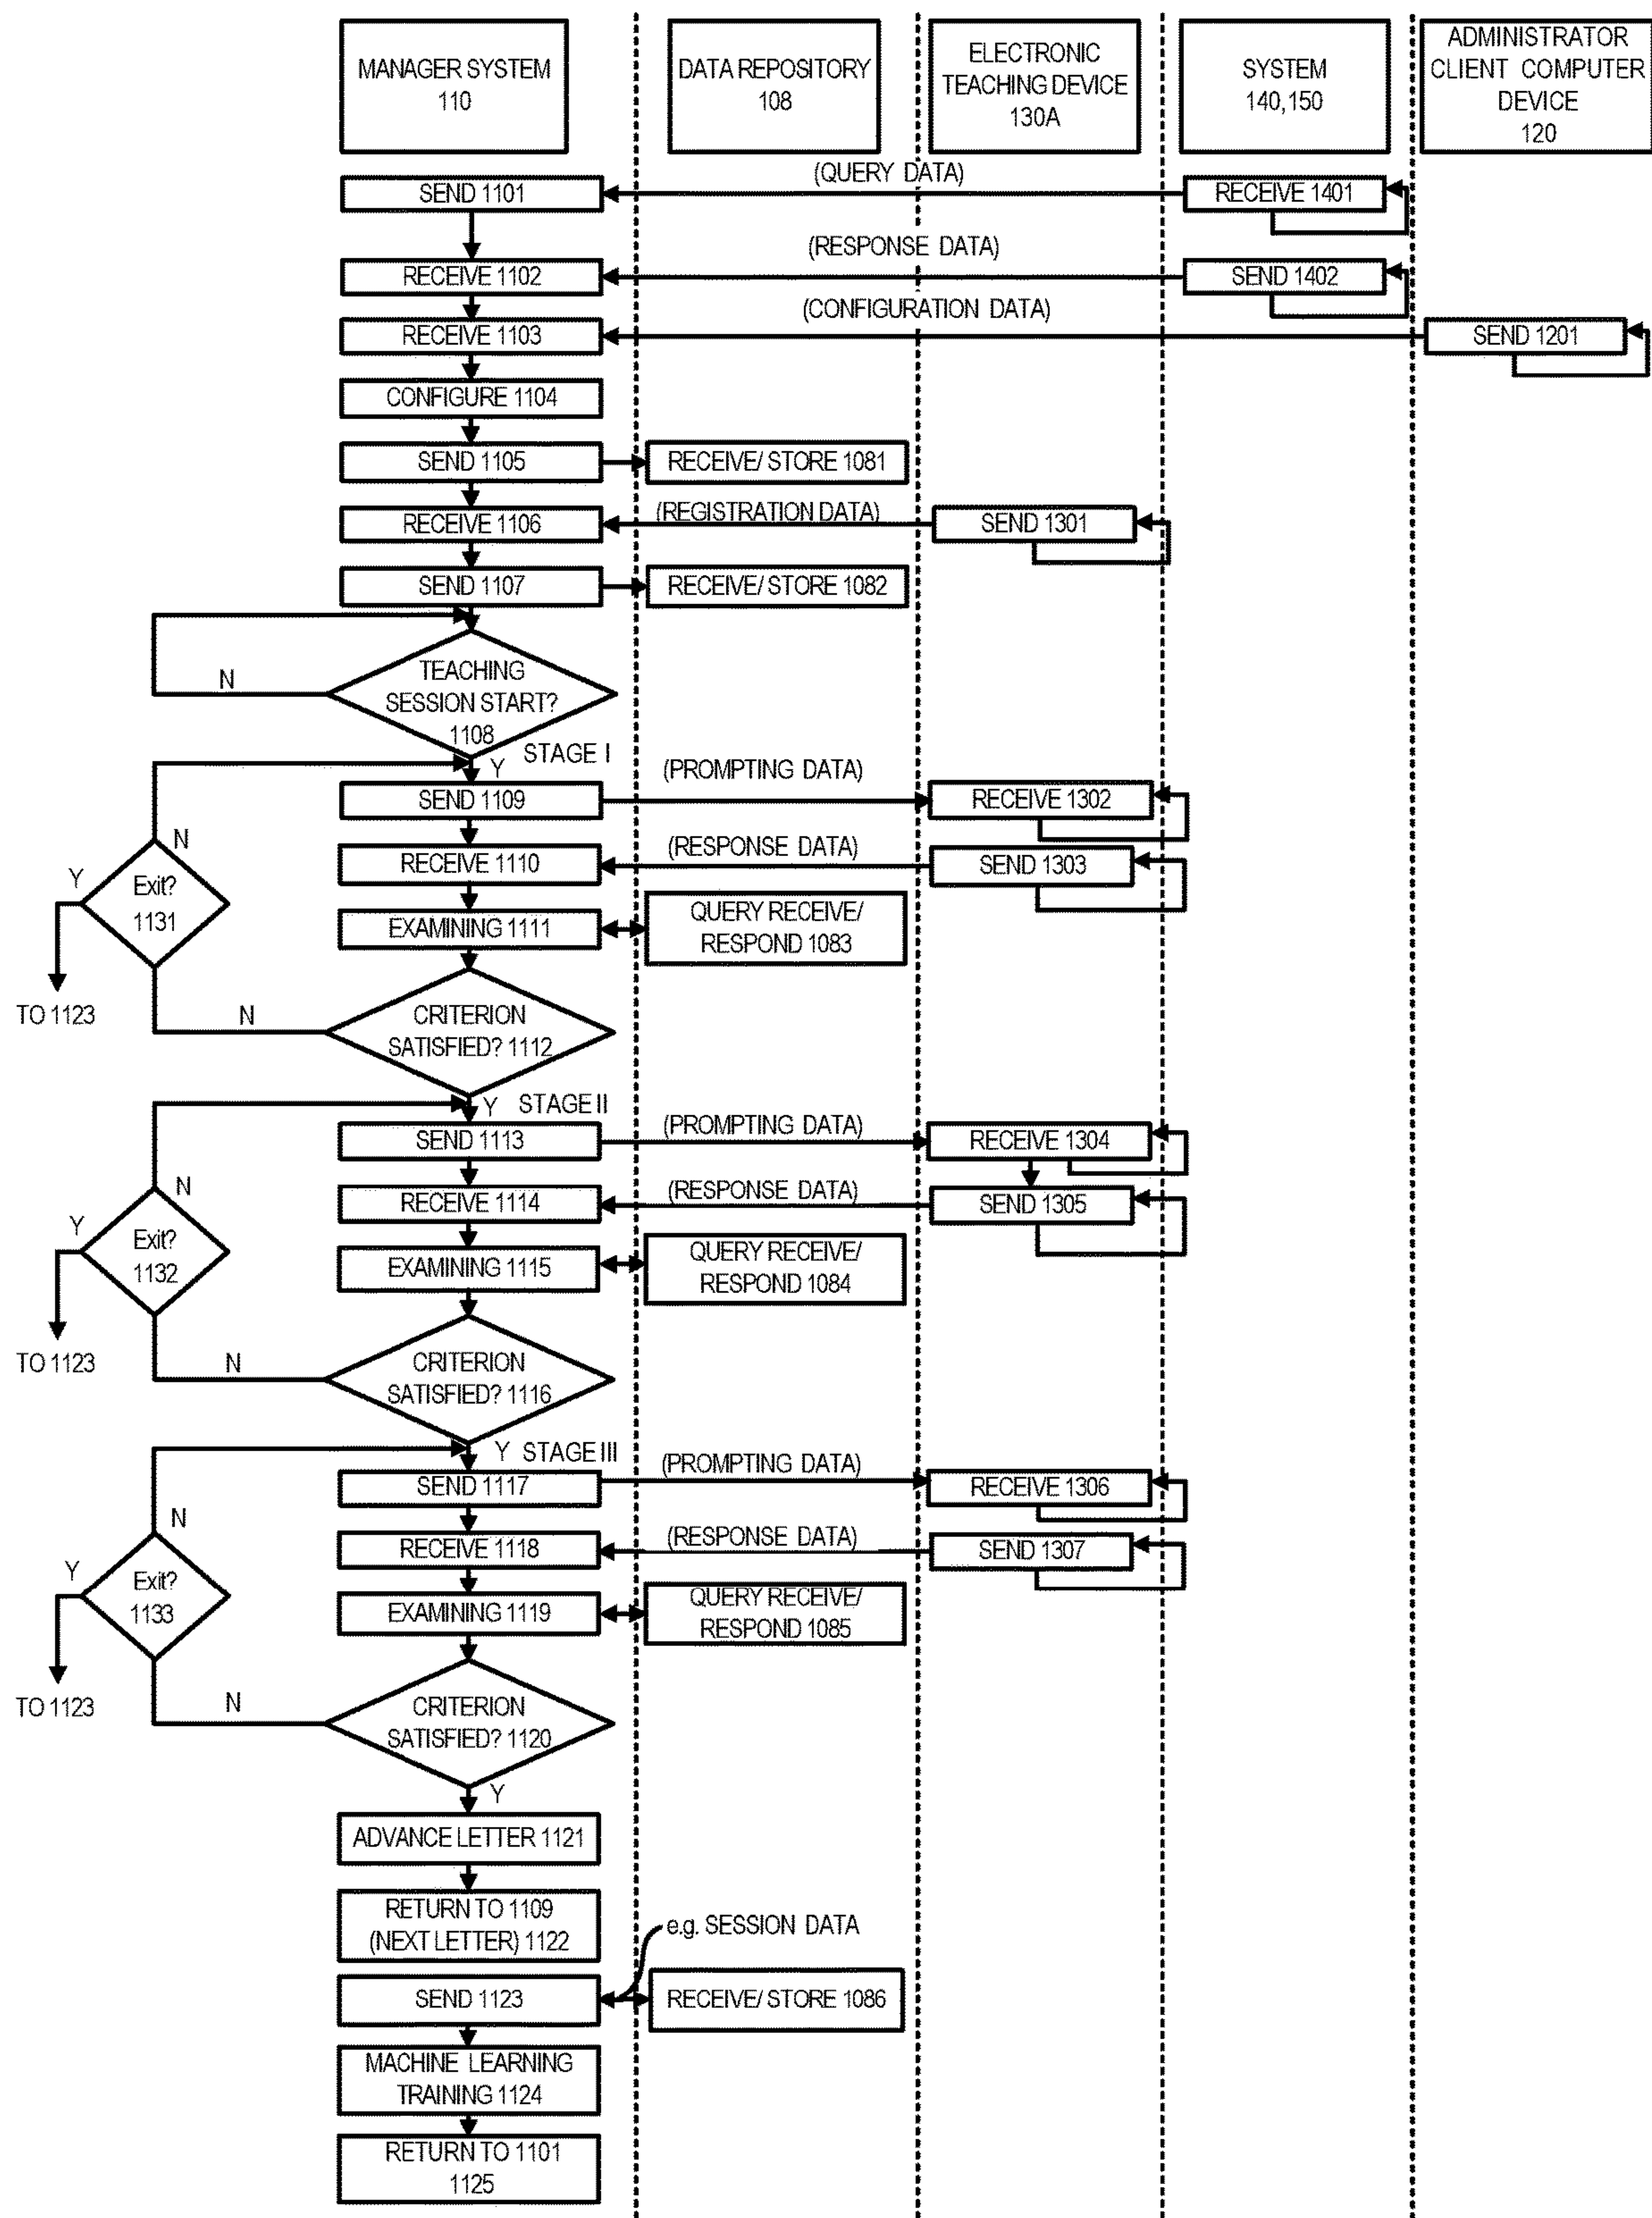 MANAGER SYSTEM
110
DATA REPOSITORY
108
ELECTRONIC
TEACHING DEVICE
130A
SYSTEM
140,150
ADMINISTRATOR
CLIENT COMPUTER
DEVICE
120
SEND 1101
(QUERY DATA)
RECEIVE 1401
RECEIVE 1102
(RESPONSE DATA)
SEND 1402
RECEIVE 1103
(CONFIGURATION DATA)
SEND 1201
CONFIGURE 1104
SEND 1105
RECEIVE/ STORE 1081
RECEIVE 1106
(REGISTRATION DATA)
SEND 1301
SEND 1107
RECEIVE/ STORE 1082
N
TEACHING
SESSION START?
1108
Y
STAGE I
SEND 1109
(PROMPTING DATA)
RECEIVE 1302
RECEIVE 1110
(RESPONSE DATA)
SEND 1303
N
Y
Exit?
1131
TO 1123
EXAMINING 1111
QUERY RECEIVE/
RESPOND 1083
N
CRITERION
SATISFIED? 1112
Y
STAGE II
SEND 1113
(PROMPTING DATA)
RECEIVE 1304
RECEIVE 1114
(RESPONSE DATA)
SEND 1305
N
Y
Exit?
1132
TO 1123
EXAMINING 1115
QUERY RECEIVE/
RESPOND 1084
N
CRITERION
SATISFIED? 1116
Y
STAGE III
SEND 1117
(PROMPTING DATA)
RECEIVE 1306
RECEIVE 1118
(RESPONSE DATA)
SEND 1307
N
Y
Exit?
1133
TO 1123
EXAMINING 1119
QUERY RECEIVE/
RESPOND 1085
N
CRITERION
SATISFIED? 1120
Y
ADVANCE LETTER 1121
RETURN TO 1109
(NEXT LETTER) 1122
e.g. SESSION DATA
SEND 1123
RECEIVE/ STORE 1086
MACHINE LEARNING
TRAINING 1124
RETURN TO 1101
1125